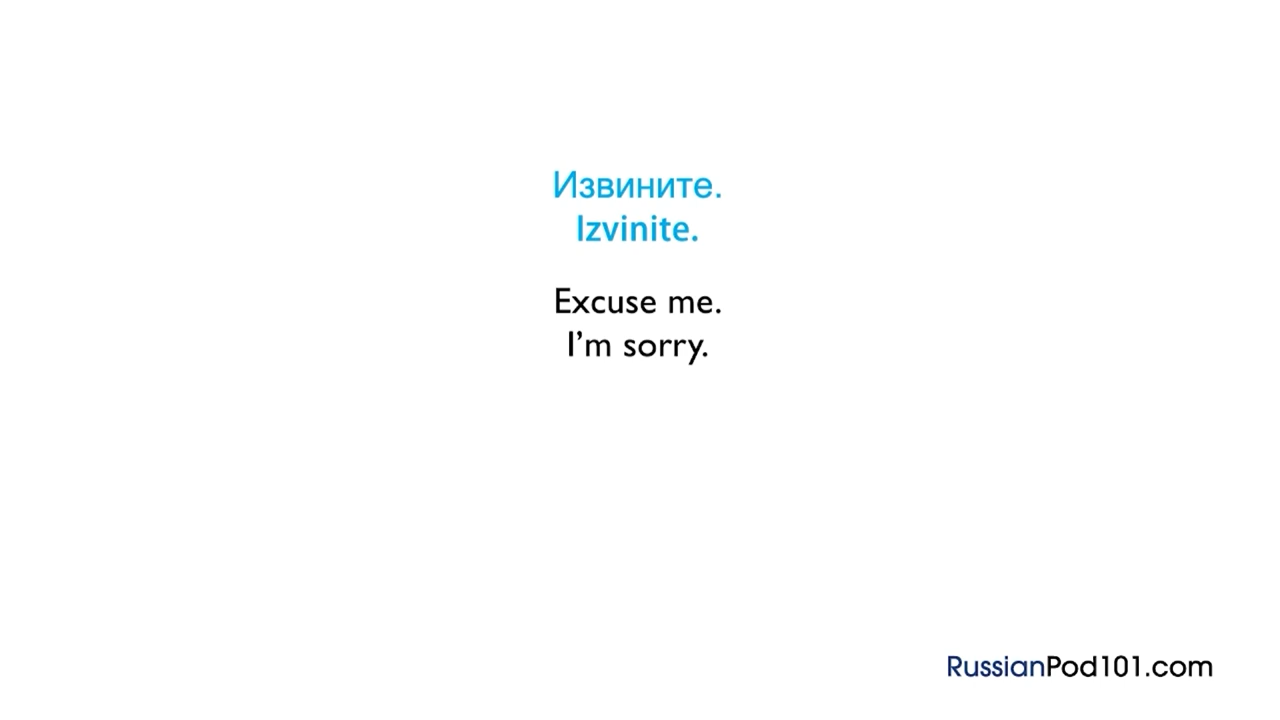 Извините.
Izvinite.
Excuse me.
I’m sorry.
RussianPod101.com